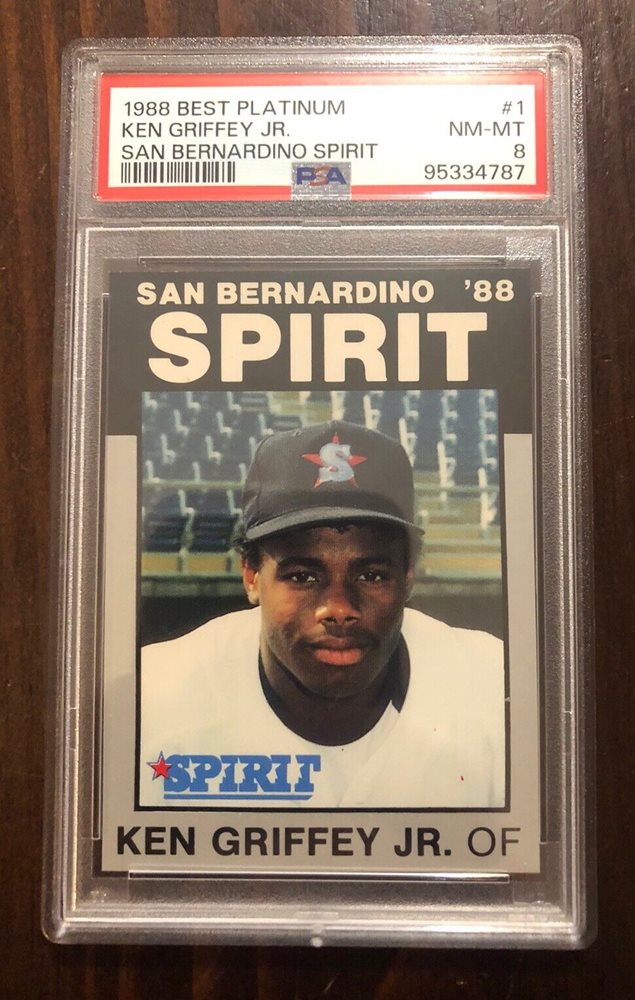 1988 BEST PLATINUM #1
KEN GRIFFEY JR. NM-MT
SAN BERNARDINO SPIRIT 8
PSA 95334787
SAN BERNARDINO '88
SPIRIT
S
SPIRIT
KEN GRIFFEY JR. OF